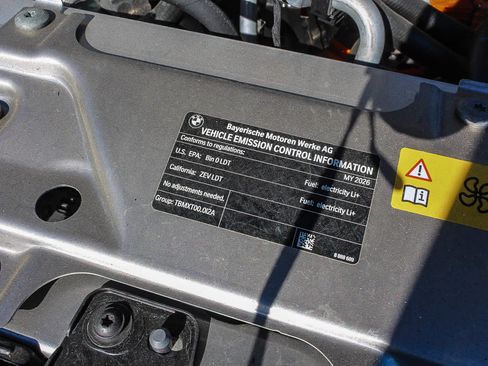 BMW
Bayerische Motoren Werke AG
VEHICLE EMISSION CONTROL INFORMATION
Conforms to regulations: MY 2026
U.S. EPA: Bin 0 LDT Fuel: electricity Li+
California: ZEV LDT Fuel: electricity Li+
No adjustments needed.
Group: TBMXT00.0I2A